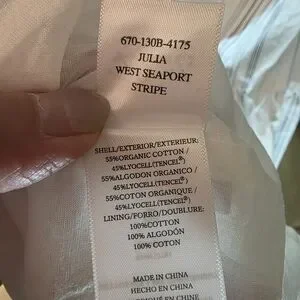 670-130B-4175
JULIA
WEST SEAPORT
STRIPE
SHELL/EXTERIOR/EXTERIEUR:
55%ORGANIC COTTON /
45%LYOCELL(TENCEL®)
55%ALGODON ORGANICO /
45%LYOCELL(TENCEL®)
55%COTON ORGANIQUE /
45%LYOCELL(TENCEL®)
LINING/FORRO/DOUBLURE:
100%COTTON
100% ALGODÓN
100% COTON
MADE IN CHINA
HECHO EN CHINA
FABRIQUÉ EN CHINE